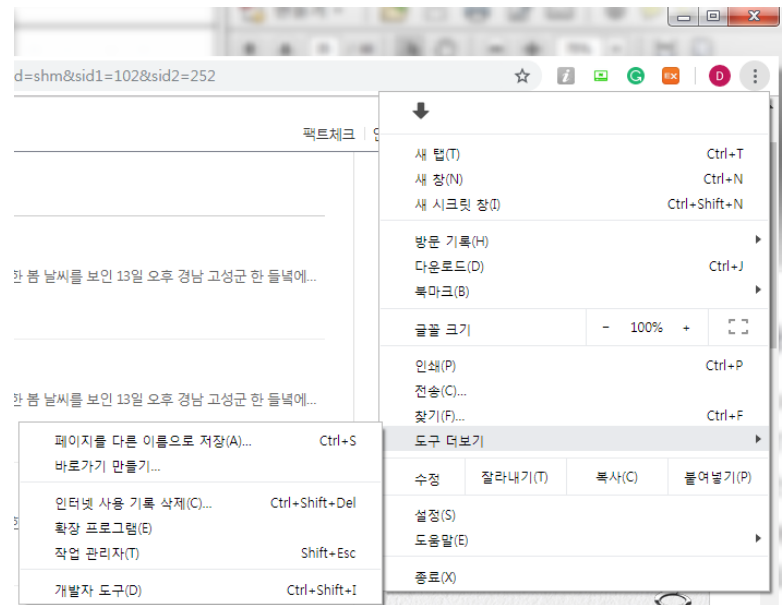 d=shm&sid1=102&sid2=252
D
팩트체크
새 탭(T) Ctrl+T
새 창(N) Ctrl+N
새 시크릿 창(I) Ctrl+Shift+N
방문 기록(H)
다운로드(D) Ctrl+J
북마크(B)
글꼴 크기 - 100% +
인쇄(P) Ctrl+P
전송(C)...
찾기(F)... Ctrl+F
도구 더보기
수정 잘라내기(T) 복사(C) 붙여넣기(P)
설정(S)
도움말(E)
종료(X)
한 봄 날씨를 보인 13일 오후 경남 고성군 한 들녘에...
한 봄 날씨를 보인 13일 오후 경남 고성군 한 들녘에...
페이지를 다른 이름으로 저장(A)... Ctrl+S
바로가기 만들기...
인터넷 사용 기록 삭제(C)... Ctrl+Shift+Del
확장 프로그램(E)
작업 관리자(T) Shift+Esc
개발자 도구(D) Ctrl+Shift+I